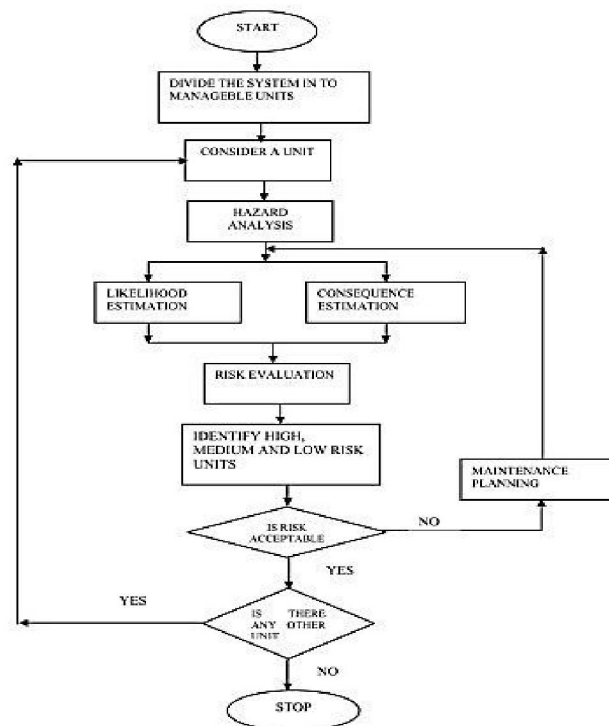 START
DIVIDE THE SYSTEM IN TO
MANAGEBLE UNITS
CONSIDER A UNIT
HAZARD
ANALYSIS
LIKELIHOOD
ESTIMATION
CONSEQUENCE
ESTIMATION
RISK EVALUATION
IDENTIFY HIGH,
MEDIUM AND LOW RISK
UNITS
MAINTENANCE
PLANNING
IS RISK
ACCEPTABLE
NO
YES
YES
IS THERE
ANY OTHER
UNIT
NO
STOP